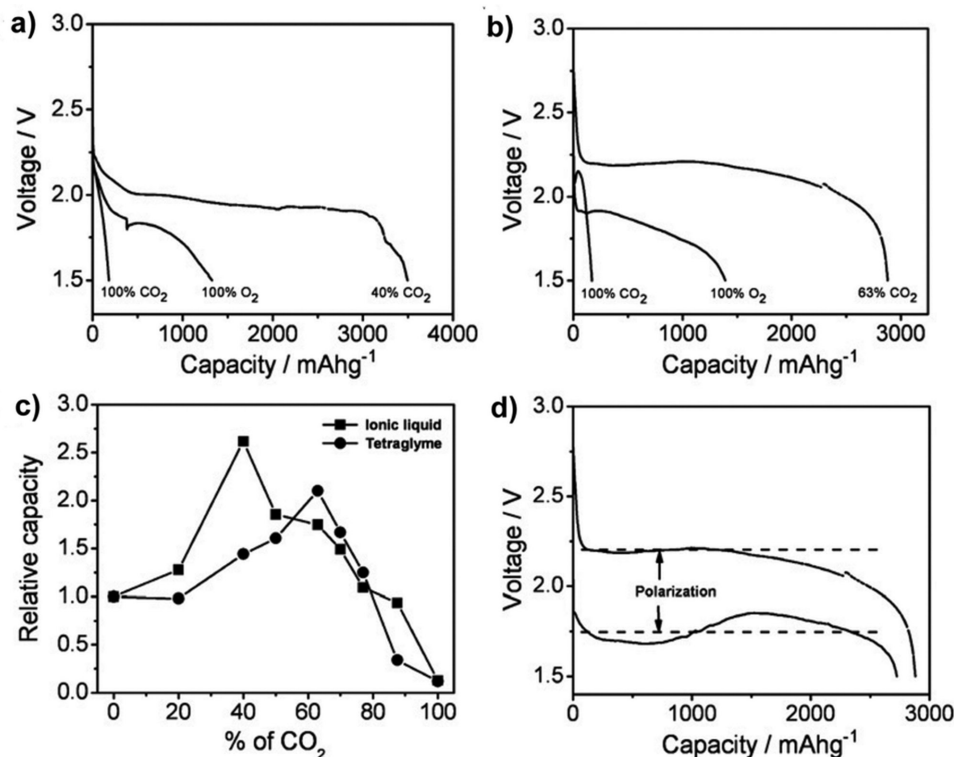 a)
3.0
2.5
2.0
1.5
Voltage / V
100% CO2
100% O2
40% CO2
0 1000 2000 3000 4000
Capacity / mAhg-1
b)
3.0
2.5
2.0
1.5
Voltage / V
100% CO2
100% O2
63% CO2
0 1000 2000 3000
Capacity / mAhg-1
c)
3.0
2.5
2.0
1.5
1.0
0.5
0.0
Relative capacity
Ionic liquid
Tetraglyme
0 20 40 60 80 100
% of CO2
d)
3.0
2.5
2.0
1.5
Voltage / V
Polarization
0 1000 2000 3000
Capacity / mAhg-1